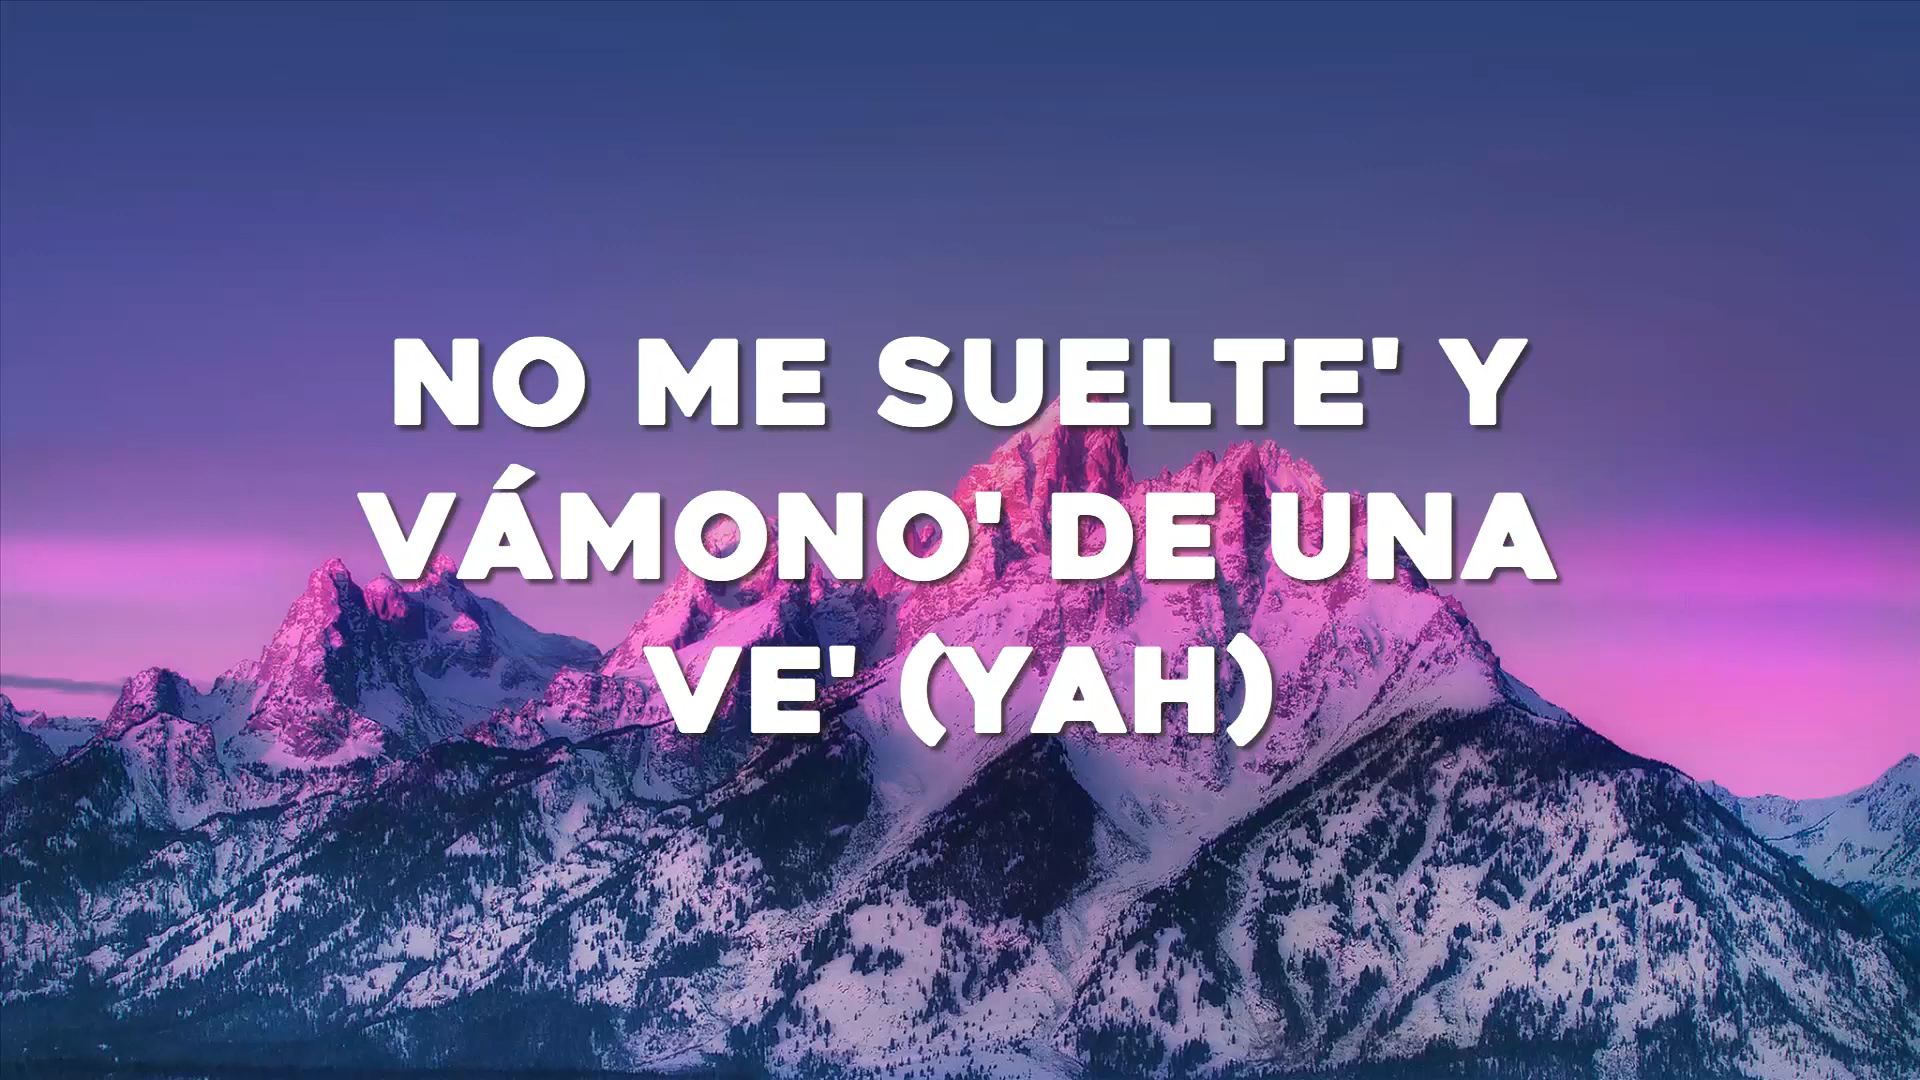 NO ME SUELTE' Y
VÁMONO' DE UNA
VE' (YAH)